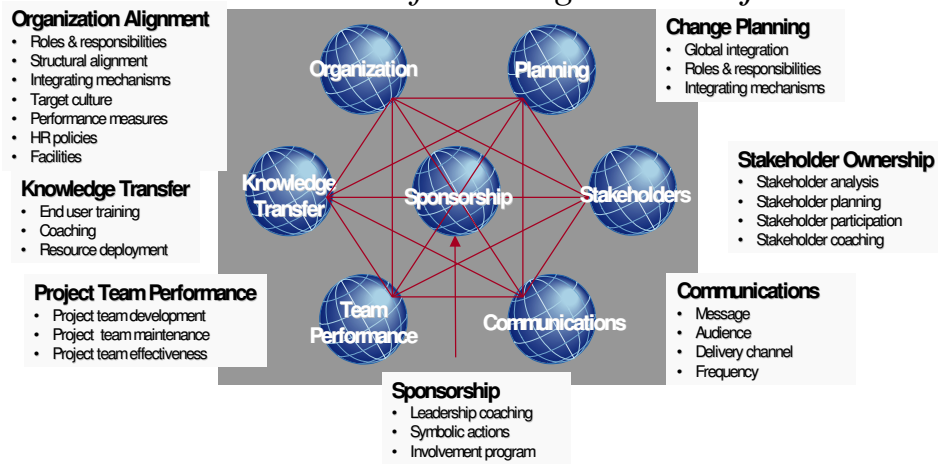 Organization Alignment
• Roles & responsibilities
• Structural alignment
• Integrating mechanisms
• Target culture
• Performance measures
• HR policies
• Facilities
Change Planning
• Global integration
• Roles & responsibilities
• Integrating mechanisms
Organization
Planning
Knowledge Transfer
• End user training
• Coaching
• Resource deployment
Knowledge
Transfer
Sponsorship
Stakeholders
Stakeholder Ownership
• Stakeholder analysis
• Stakeholder planning
• Stakeholder participation
• Stakeholder coaching
Project Team Performance
• Project team development
• Project team maintenance
• Project team effectiveness
Team
Performance
Communications
Communications
• Message
• Audience
• Delivery channel
• Frequency
Sponsorship
• Leadership coaching
• Symbolic actions
• Involvement program